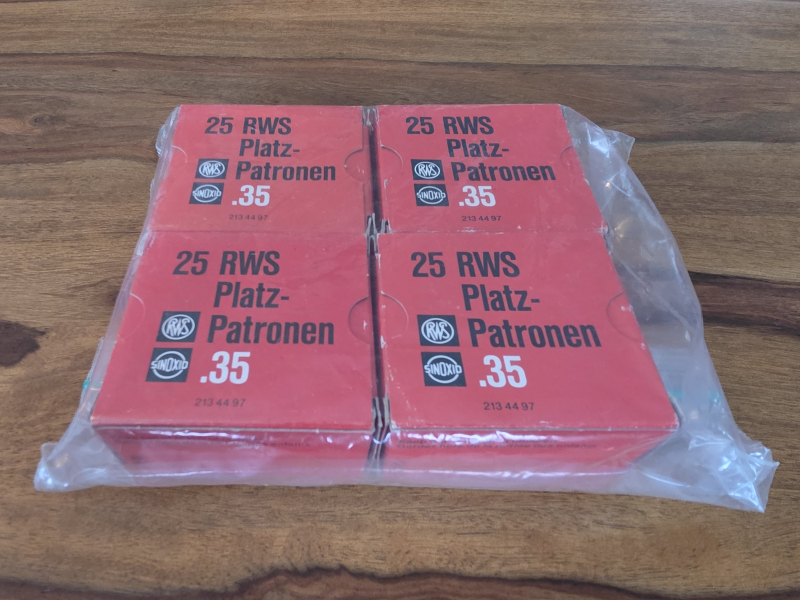 25 RWS
Platz-
RWS Patronen
SINOXID .35
213 44 97
25 RWS
Platz-
RWS Patronen
SINOXID .35
213 44 97
25 RWS
Platz-
RWS Patronen
SINOXID .35
213 44 97
25 RWS
Platz-
RWS Patronen
SINOXID .35
213 44 97